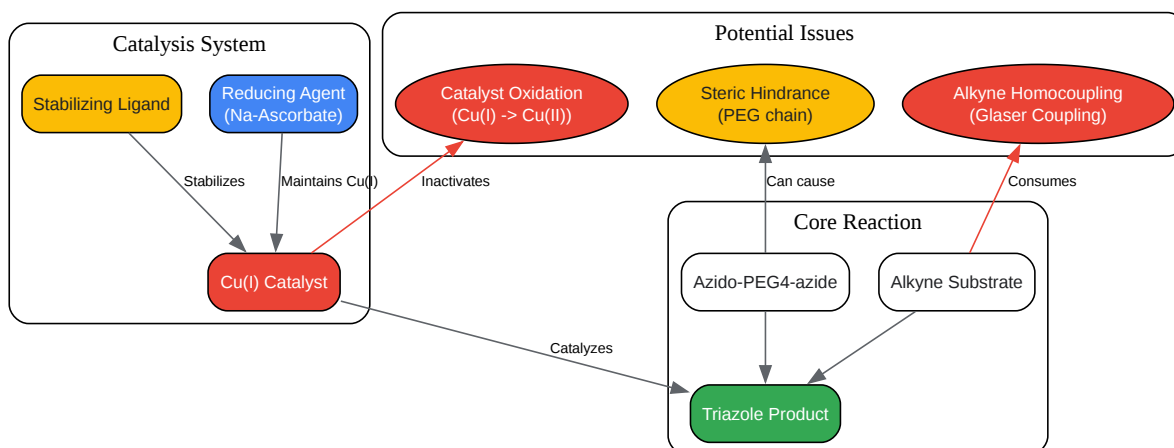 Catalysis System
Potential Issues
Stabilizing Ligand
Reducing Agent
(Na-Ascorbate)
Catalyst Oxidation
(Cu(I) -> Cu(II))
Steric Hindrance
(PEG chain)
Alkyne Homocoupling
(Glaser Coupling)
Stabilizes
Maintains Cu(I)
Inactivates
Can cause
Consumes
Core Reaction
Cu(I) Catalyst
Azido-PEG4-azide
Alkyne Substrate
Catalyzes
Triazole Product